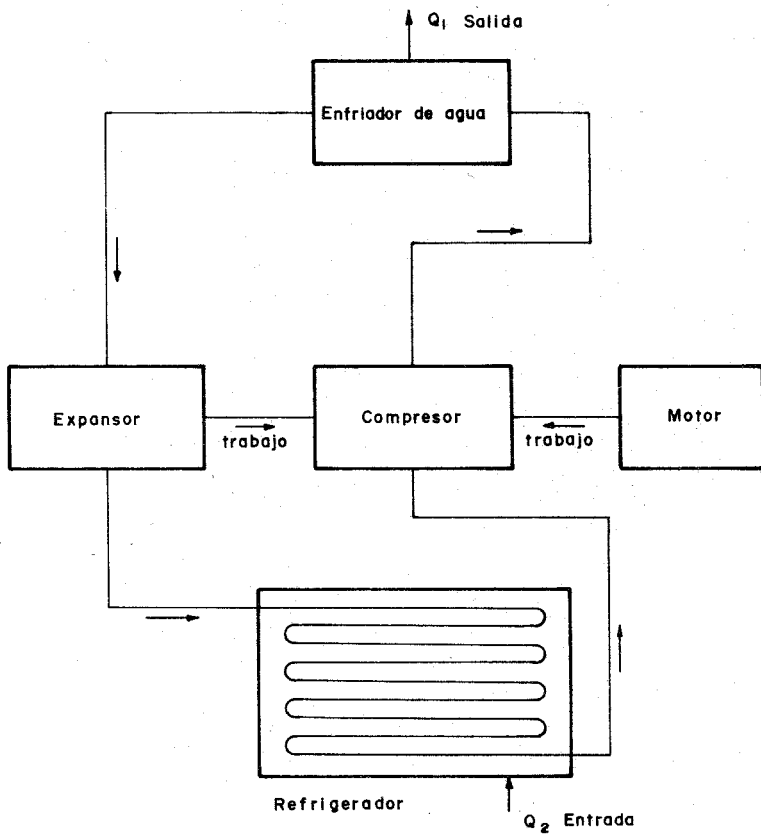 Q₁ Salida
Enfriador de agua
Expansor
trabajo
Compresor
trabajo
Motor
Refrigerador
Q₂ Entrada